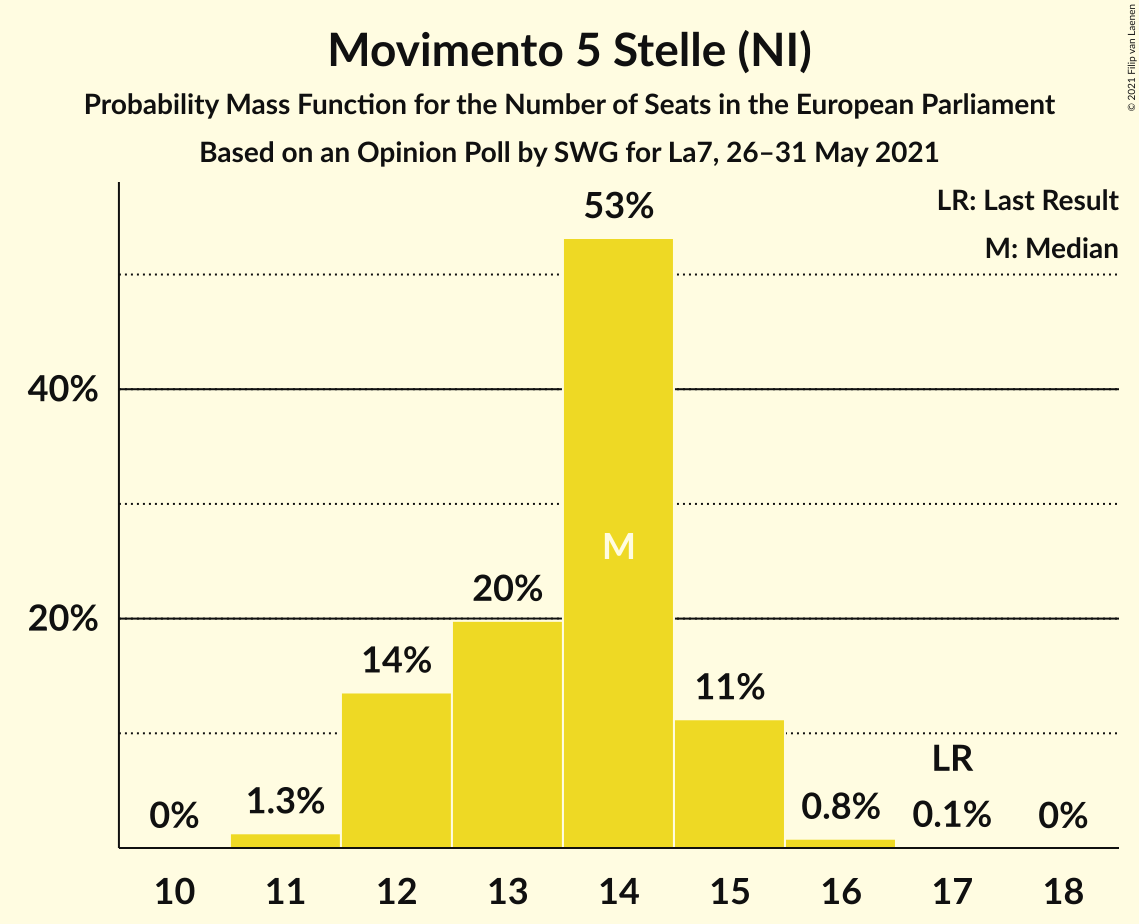 Movimento 5 Stelle (NI)
Probability Mass Function for the Number of Seats in the European Parliament
Based on an Opinion Poll by SWG for La7, 26–31 May 2021
© 2021 Filip van Laenen
LR: Last Result
M: Median
53%
40%
M
20%
20%
14%
11%
LR
0%
1.3%
0.8%
0.1%
0%
10 11 12 13 14 15 16 17 18